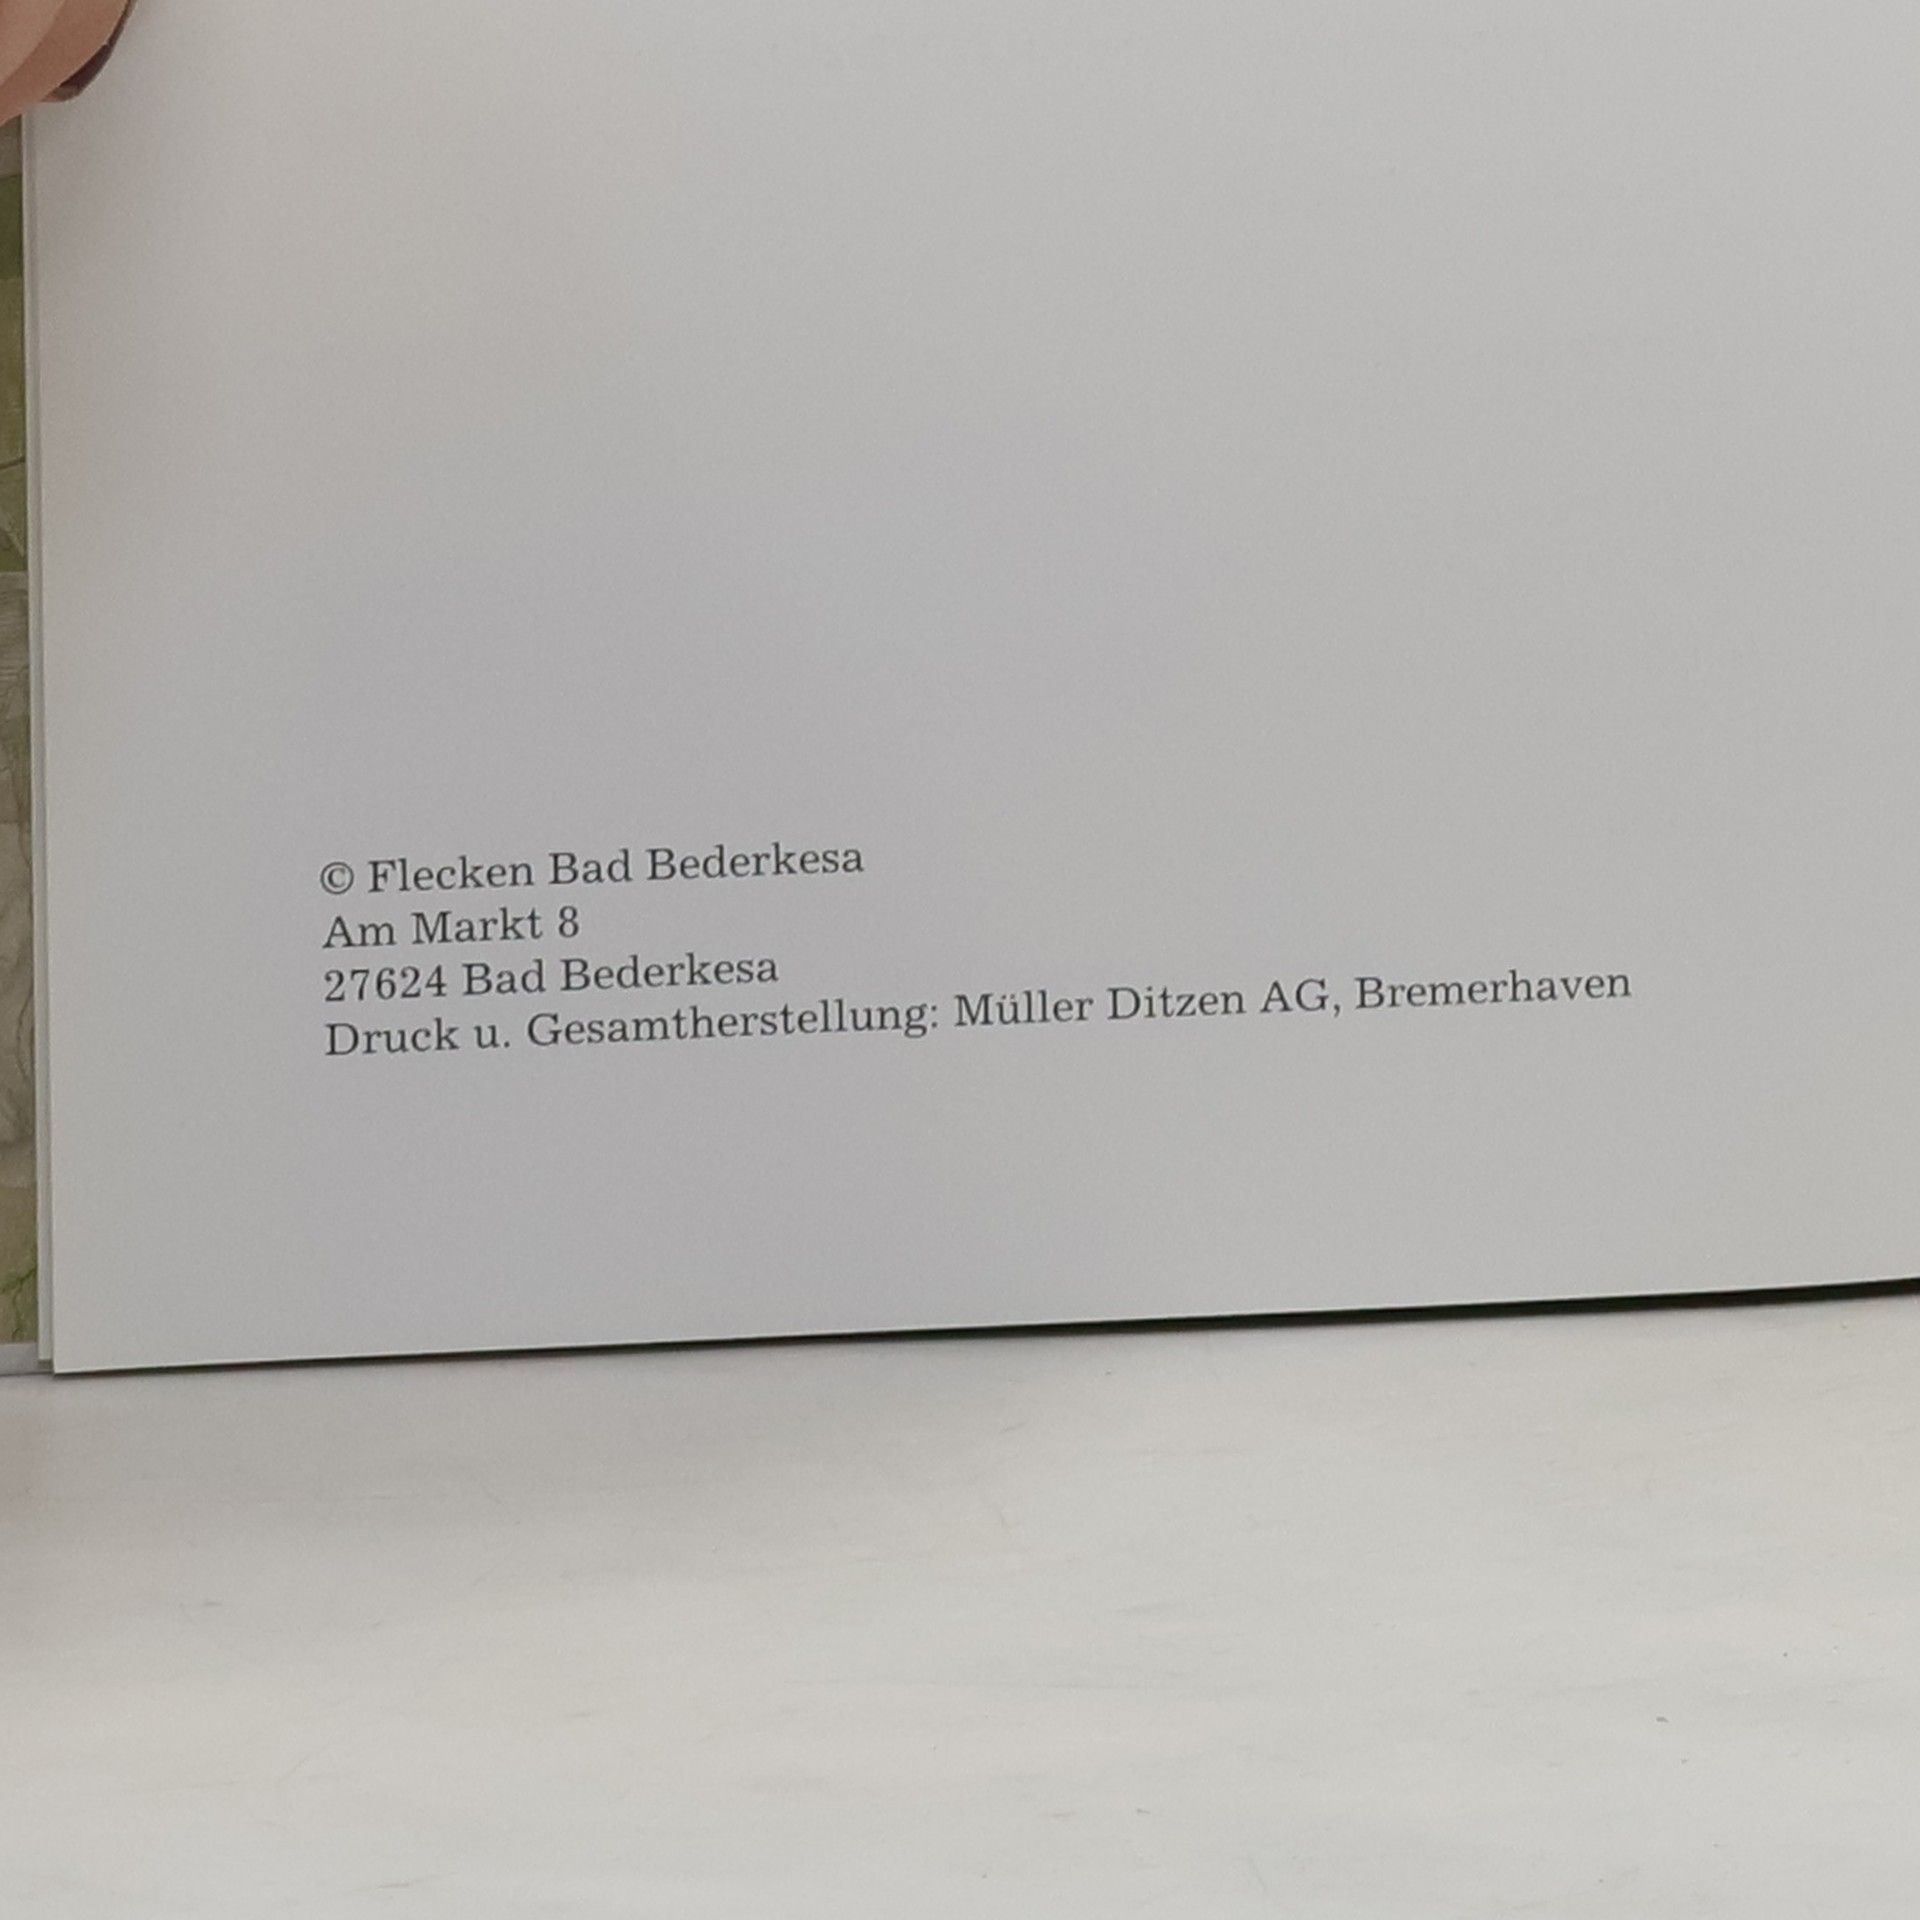 © Flecken Bad Bederkesa
Am Markt 8
27624 Bad Bederkesa
Druck u. Gesamtherstellung: Müller Ditzen AG, Bremerhaven